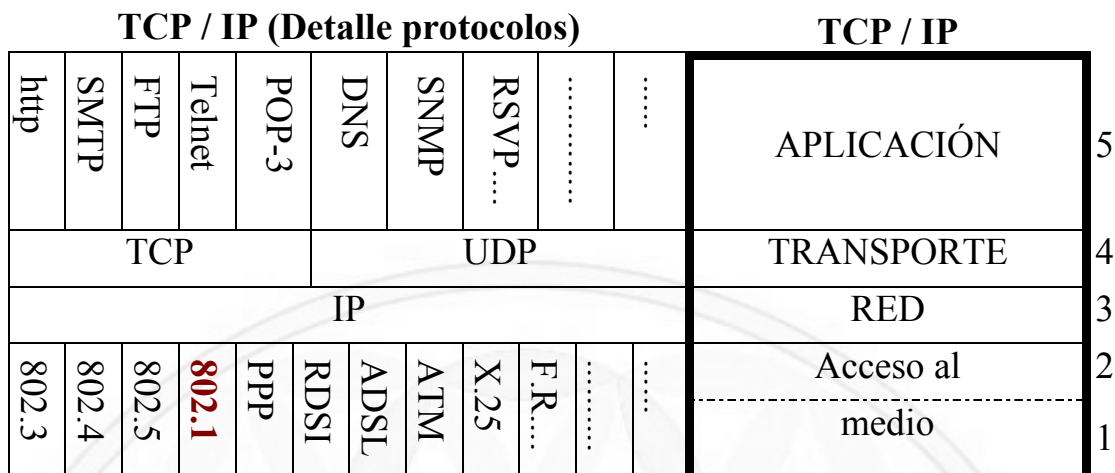 TCP / IP (Detalle protocolos)
TCP / IP
http
SMTP
FTP
Telnet
POP-3
DNS
SNMP
RSVP....
............
......
APLICACIÓN
5
TCP
UDP
TRANSPORTE
4
IP
RED
3
802.3
802.4
802.5
802.1
PPP
RDSI
ADSL
ATM
X.25
F.R.....
........
......
Acceso al
2
medio
1